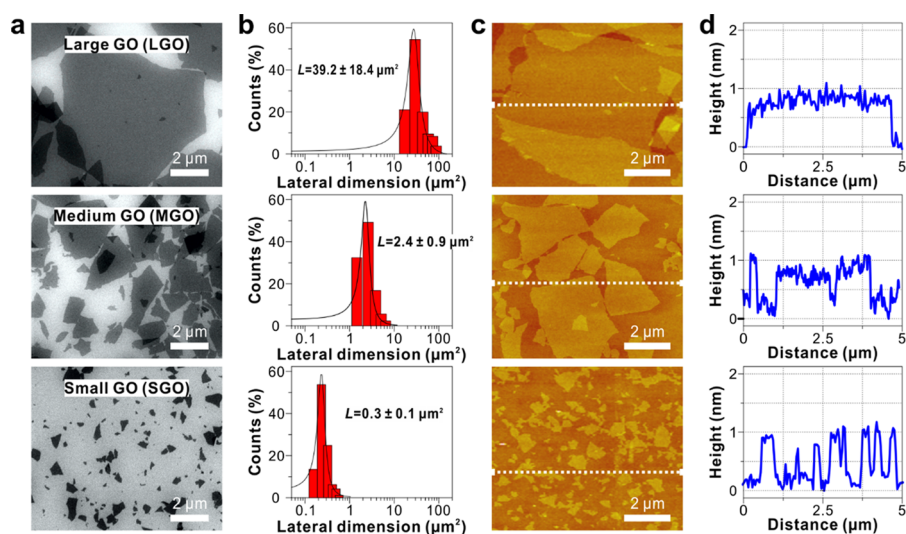 a
b
c
d
Large GO (LGO)
2 μm
Counts (%)
60
40
20
0
L=39.2 ± 18.4 μm²
0.1 1 10 100
Lateral dimension (μm²)
2 μm
Height (nm)
2
1
0
0 2.5 5
Distance (μm)
Medium GO (MGO)
2 μm
Counts (%)
60
40
20
0
L=2.4 ± 0.9 μm²
0.1 1 10 100
Lateral dimension (μm²)
2 μm
Height (nm)
2
1
0
0 2.5 5
Distance (μm)
Small GO (SGO)
2 μm
Counts (%)
60
40
20
0
L=0.3 ± 0.1 μm²
0.1 1 10 100
Lateral dimension (μm²)
2 μm
Height (nm)
2
1
0
0 2.5 5
Distance (μm)